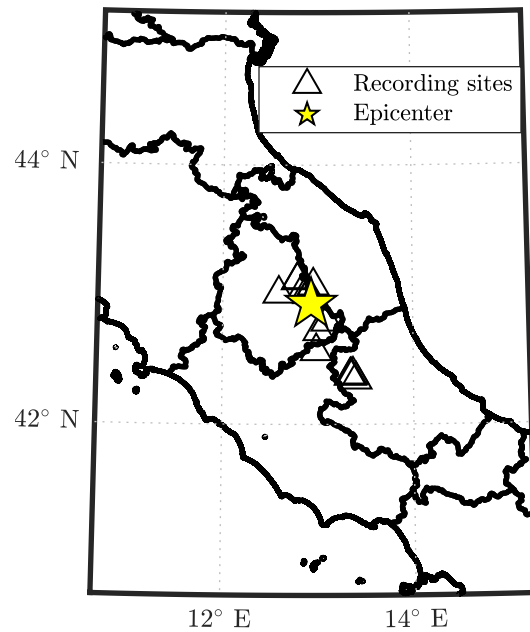 Recording sites
Epicenter
44° N
42° N
12° E
14° E